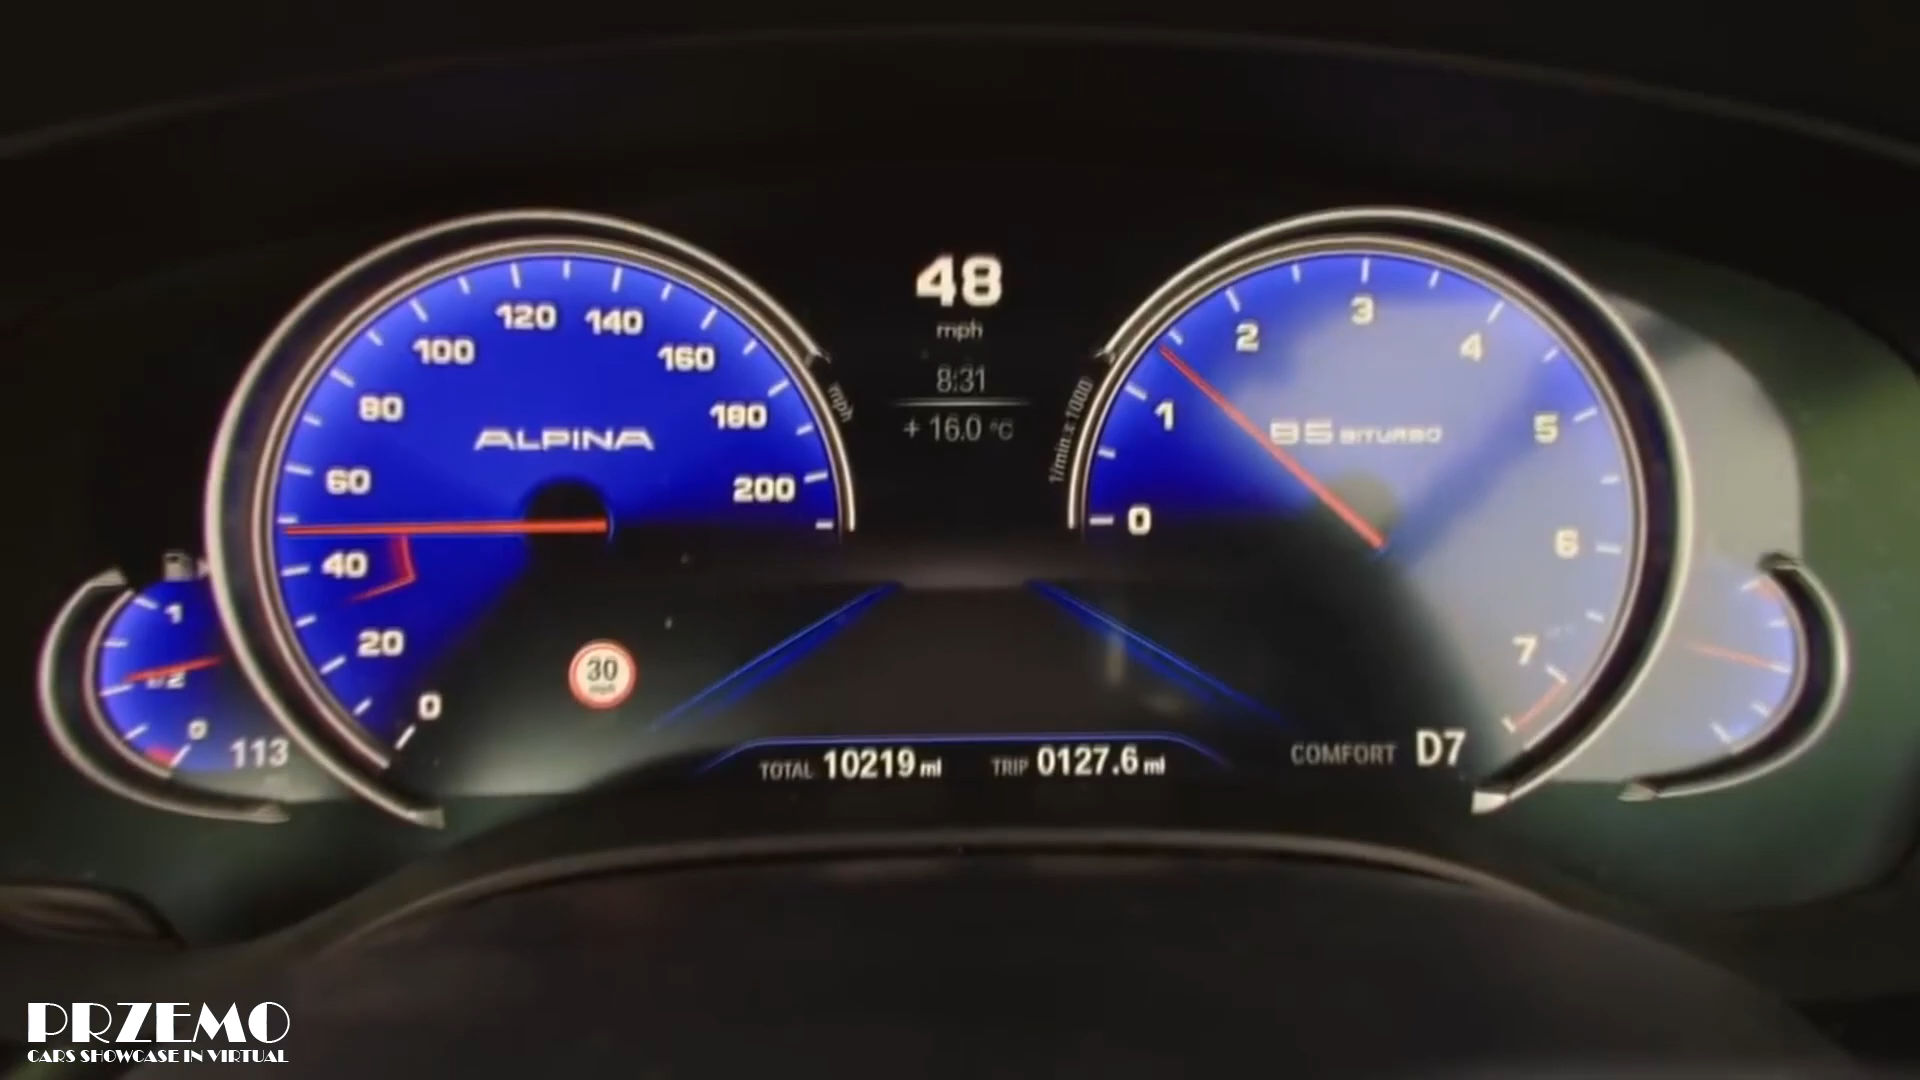 48
mph
8:31
+ 16.0 °C
ALPINA
0
20
40
60
80
100
120
140
160
180
200
mph
B5 BITURBO
0
1
2
3
4
5
6
7
1/min x 1000
1
1/2
0
113
30
mph
TOTAL 10219 mi TRIP 0127.6 mi
COMFORT D7
PRZEMO
CARS SHOWCASE IN VIRTUAL